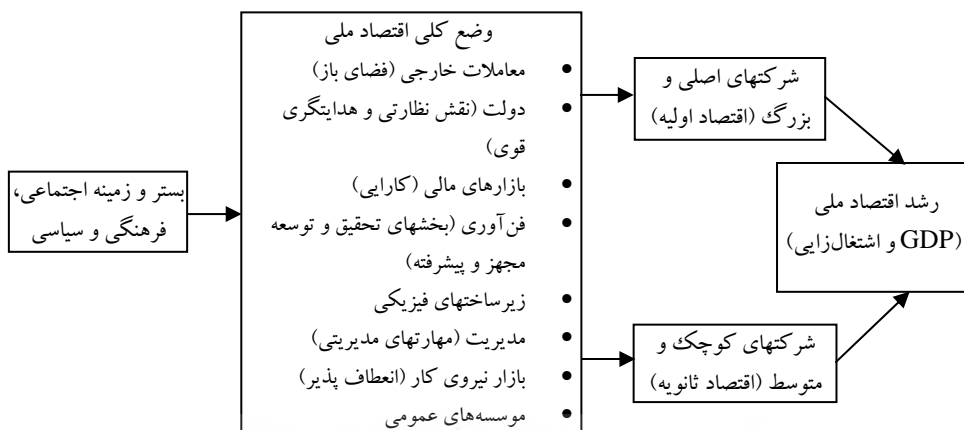 بستر و زمینه اجتماعی،
فرهنگی و سیاسی
وضع کلی اقتصاد ملی
• معاملات خارجی (فضای باز)
• دولت (نقش نظارتی و هدایتگری
قوی)
• بازارهای مالی (کارایی)
• فن‌آوری (بخشهای تحقیق و توسعه
مجهز و پیشرفته)
• زیرساختهای فیزیکی
• مدیریت (مهارتهای مدیریتی)
• بازار نیروی کار (انعطاف پذیر)
• موسسه‌های عمومی
شرکتهای اصلی و
بزرگ (اقتصاد اولیه)
شرکتهای کوچک و
متوسط (اقتصاد ثانویه)
رشد اقتصاد ملی
(GDP و اشتغال‌زایی)